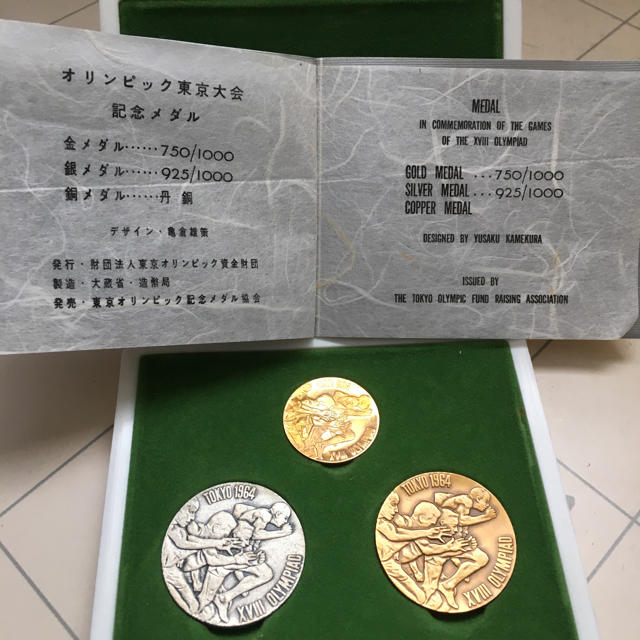 オリンピック東京大会
記念メダル
金メダル……750/1000
銀メダル……925/1000
銅メダル……丹 銅
デザイン・亀倉雄策
発行・財団法人東京オリンピック資金財団
製造・大蔵省・造幣局
発売・東京オリンピック記念メダル協会
MEDAL
IN COMMEMORATION OF THE GAMES
OF THE XVIII OLYMPIAD
GOLD MEDAL ...750/1000
SILVER MEDAL ...925/1000
COPPER MEDAL
DESIGNED BY YUSAKU KAMEKURA
ISSUED BY
THE TOKYO OLYMPIC FUND RAISING ASSOCIATION
TOKYO 1964
XVIII OLYMPIAD
TOKYO 1964
XVIII OLYMPIAD